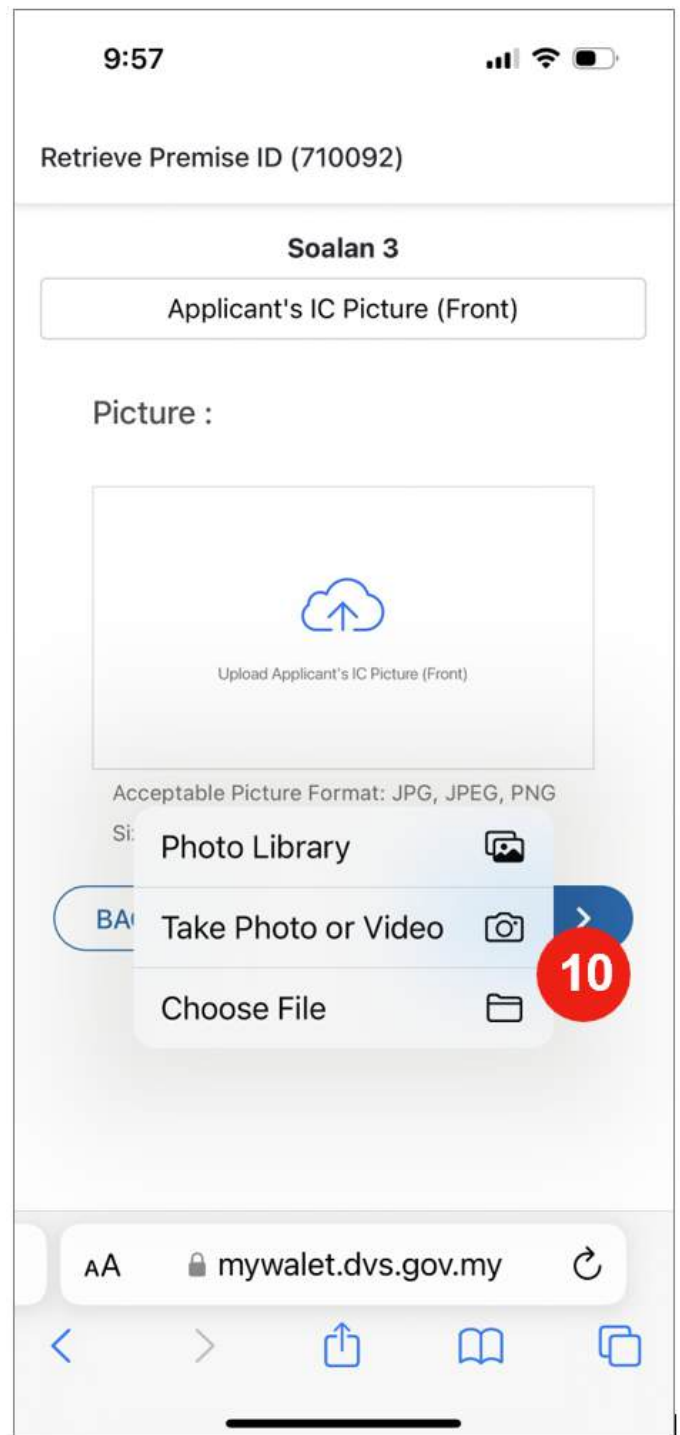 9:57
Retrieve Premise ID (710092)
Soalan 3
Applicant's IC Picture (Front)
Picture :
Upload Applicant's IC Picture (Front)
Acceptable Picture Format: JPG, JPEG, PNG
Photo Library
Take Photo or Video
10
Choose File
AA mywalet.dvs.gov.my